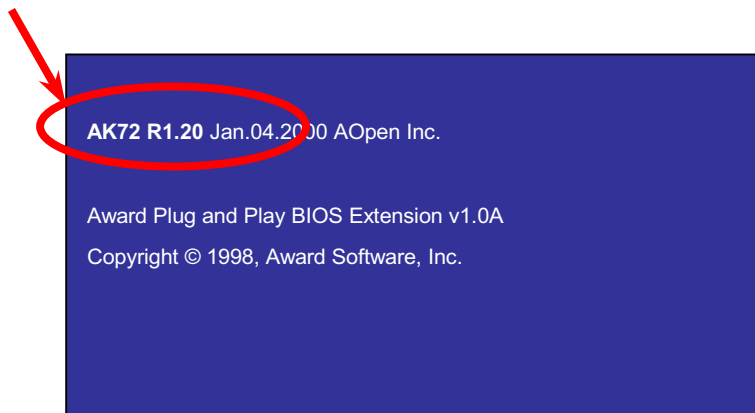 AK72 R1.20 Jan.04.2000 AOpen Inc.
Award Plug and Play BIOS Extension v1.0A
Copyright © 1998, Award Software, Inc.